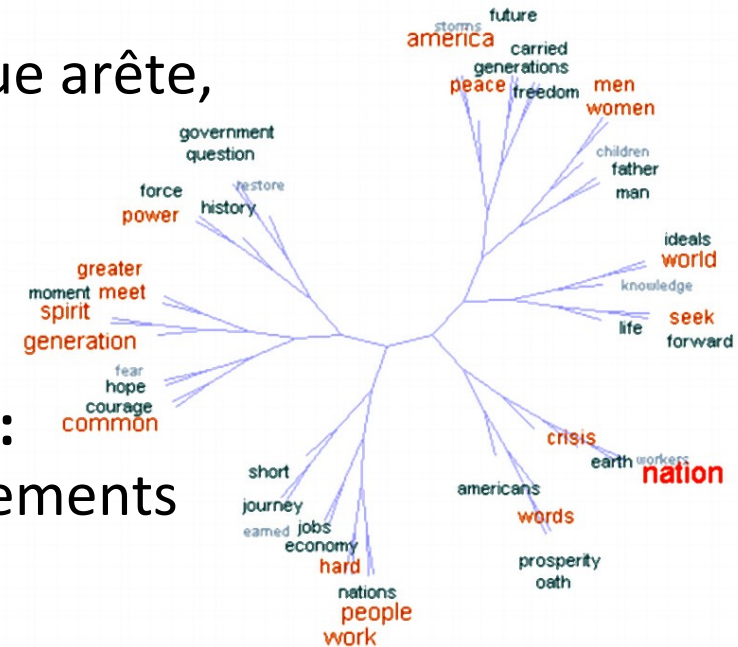 ue arête,
:
ements
future
storms
america
carried
generations
peace
freedom
men
women
children
father
man
government
question
restore
force
history
power
ideals
world
knowledge
seek
life
forward
greater
moment meet
spirit
generation
fear
hope
courage
common
crisis
earth workers
nation
americans
words
prosperity
oath
short
journey
earned jobs
economy
hard
nations
people
work